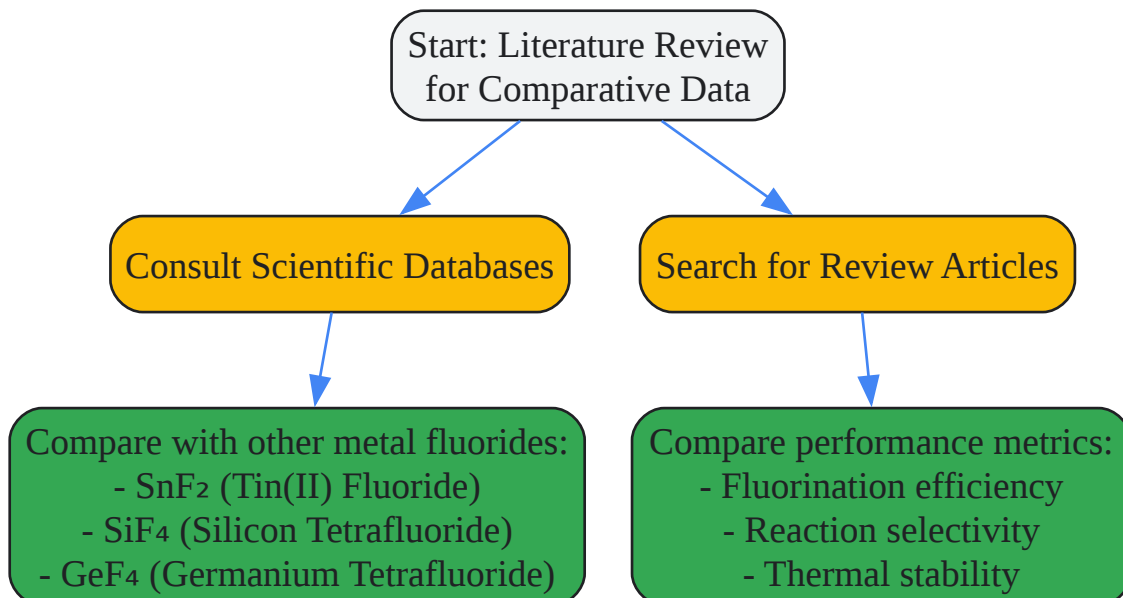 Start: Literature Review
for Comparative Data
Consult Scientific Databases
Search for Review Articles
Compare with other metal fluorides:
- SnF₂ (Tin(II) Fluoride)
- SiF₄ (Silicon Tetrafluoride)
- GeF₄ (Germanium Tetrafluoride)
Compare performance metrics:
- Fluorination efficiency
- Reaction selectivity
- Thermal stability